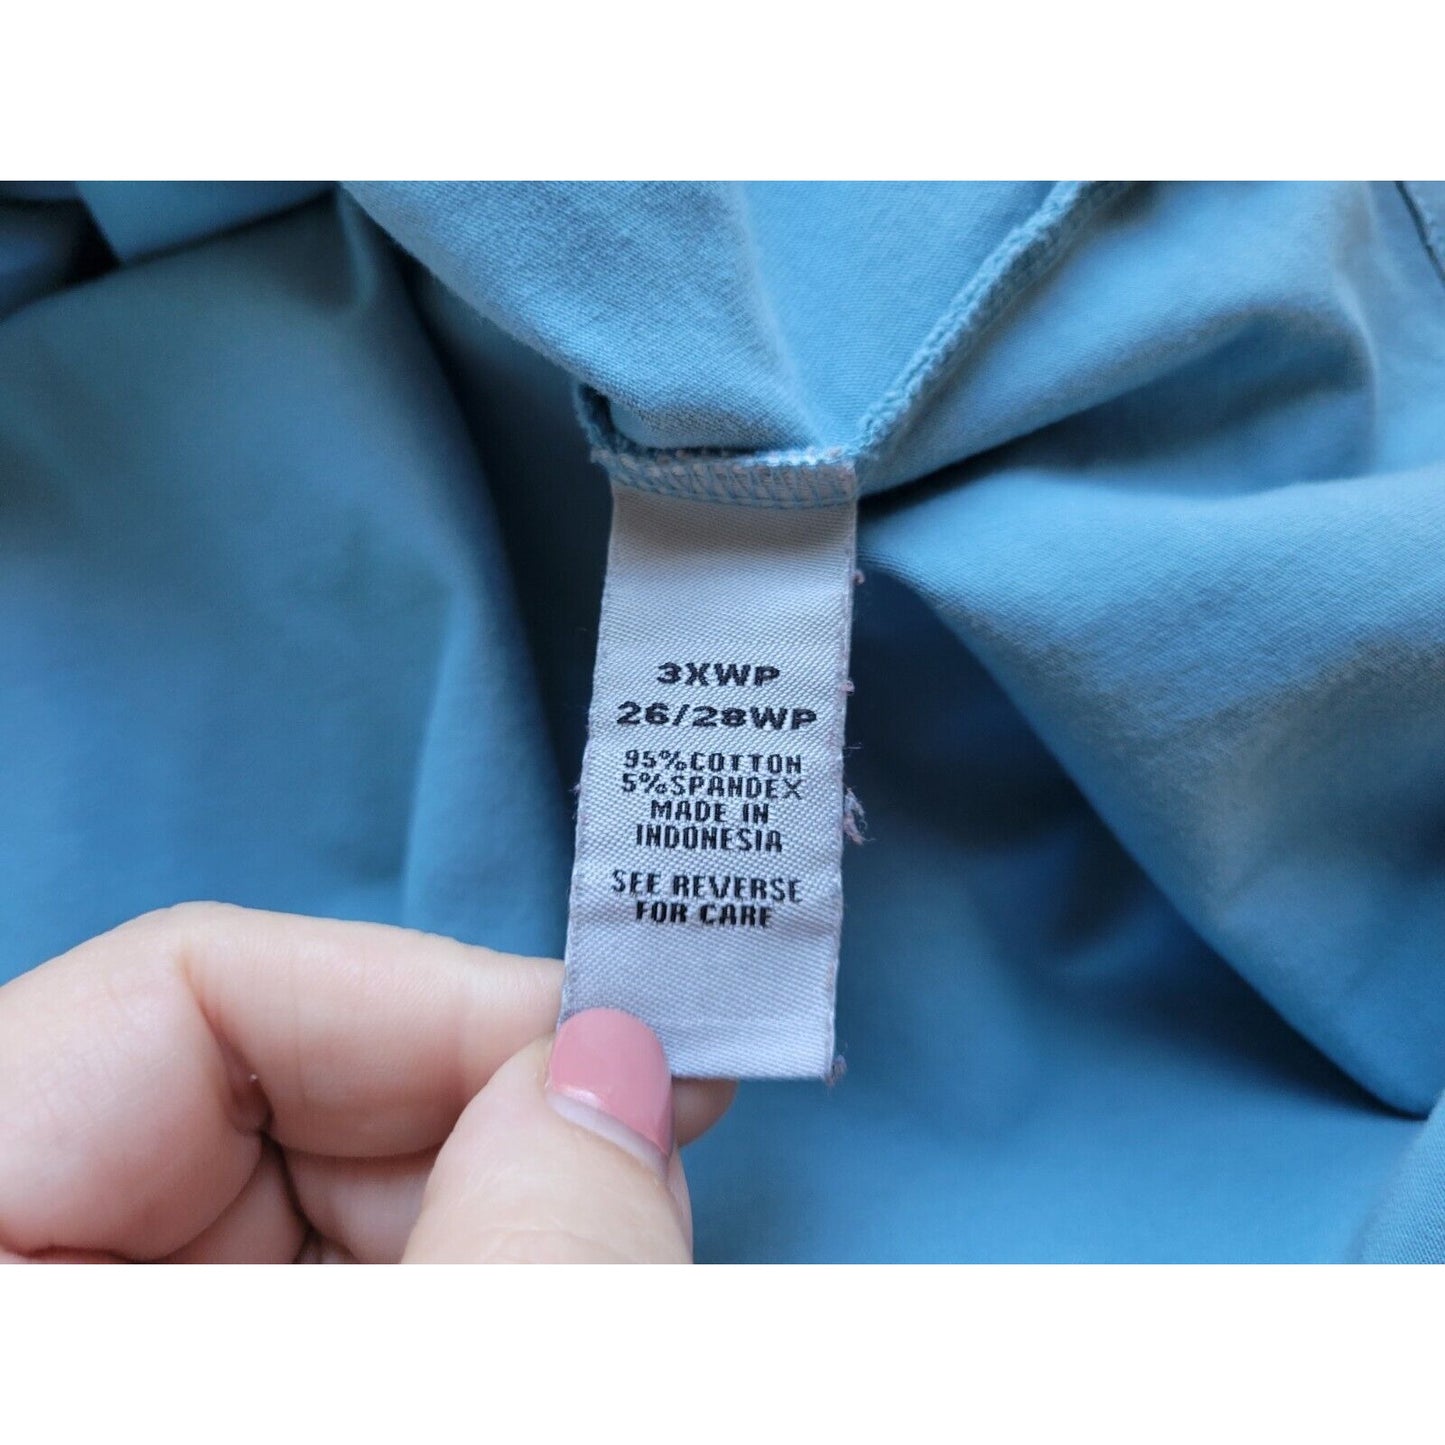 3XWP
26/28WP
95%COTTON
5%SPANDEX
MADE IN
INDONESIA
SEE REVERSE
FOR CARE